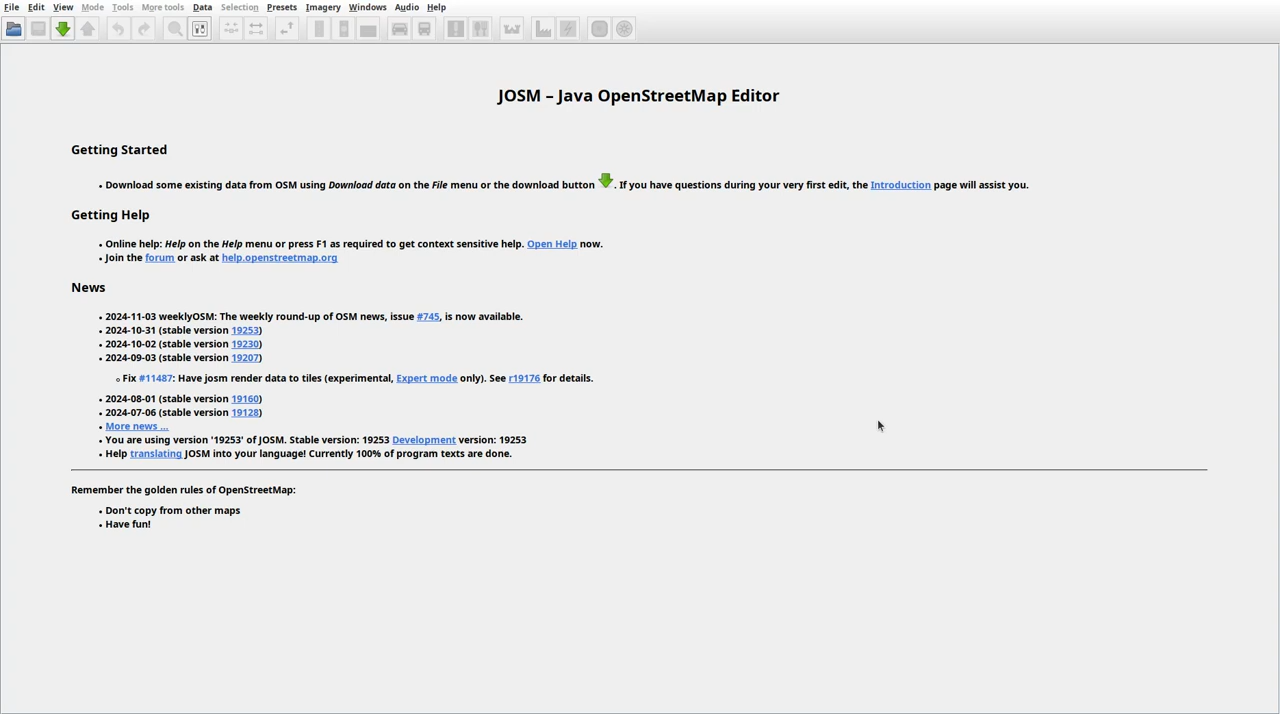 File Edit View Mode Tools More tools Data Selection Presets Imagery Windows Audio Help
JOSM – Java OpenStreetMap Editor
Getting Started
Download some existing data from OSM using Download data on the File menu or the download button . If you have questions during your very first edit, the Introduction page will assist you.
Getting Help
Online help: Help on the Help menu or press F1 as required to get context sensitive help. Open Help now.
Join the forum or ask at help.openstreetmap.org
News
2024-11-03 weeklyOSM: The weekly round-up of OSM news, issue #745, is now available.
2024-10-31 (stable version 19253)
2024-10-02 (stable version 19230)
2024-09-03 (stable version 19207)
Fix #11487: Have josm render data to tiles (experimental, Expert mode only). See r19176 for details.
2024-08-01 (stable version 19160)
2024-07-06 (stable version 19128)
More news ...
You are using version '19253' of JOSM. Stable version: 19253 Development version: 19253
Help translating JOSM into your language! Currently 100% of program texts are done.
Remember the golden rules of OpenStreetMap:
Don't copy from other maps
Have fun!